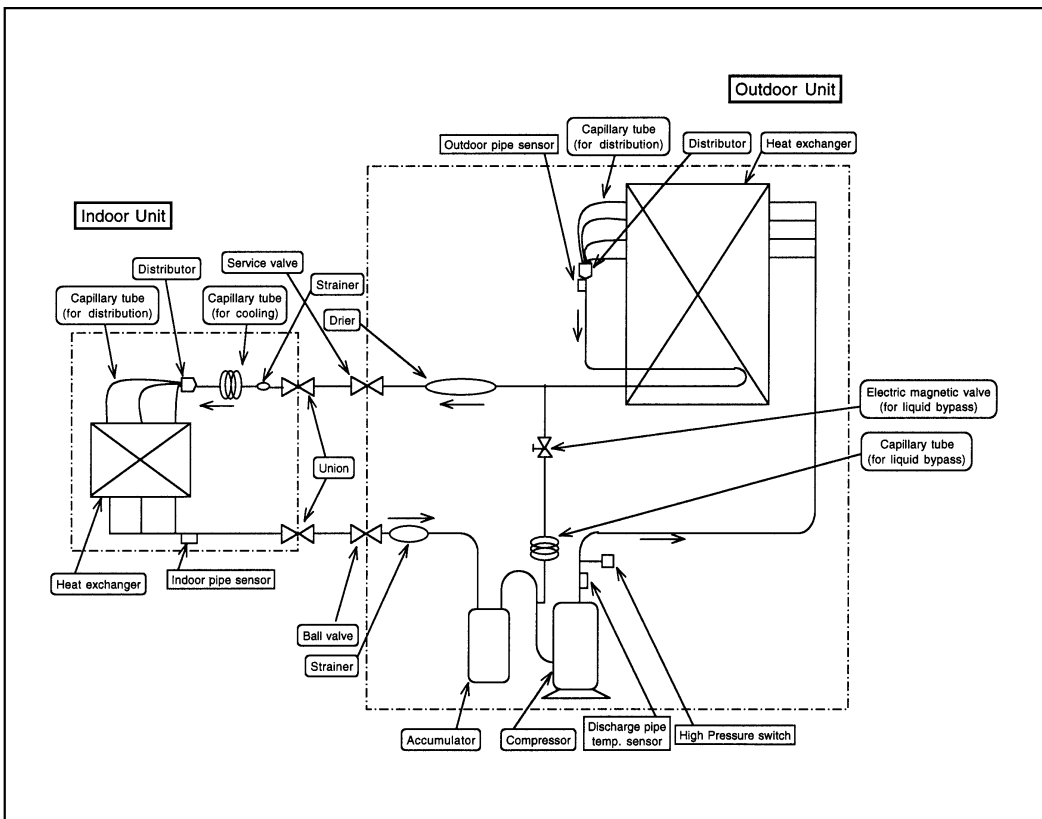 Outdoor Unit
Capillary tube
(for distribution)
Outdoor pipe sensor
Distributor
Heat exchanger
Indoor Unit
Distributor
Service valve
Strainer
Capillary tube
(for distribution)
Capillary tube
(for cooling)
Drier
Electric magnetic valve
(for liquid bypass)
Capillary tube
(for liquid bypass)
Union
Heat exchanger
Indoor pipe sensor
Ball valve
Strainer
Accumulator
Compressor
Discharge pipe
temp. sensor
High Pressure switch